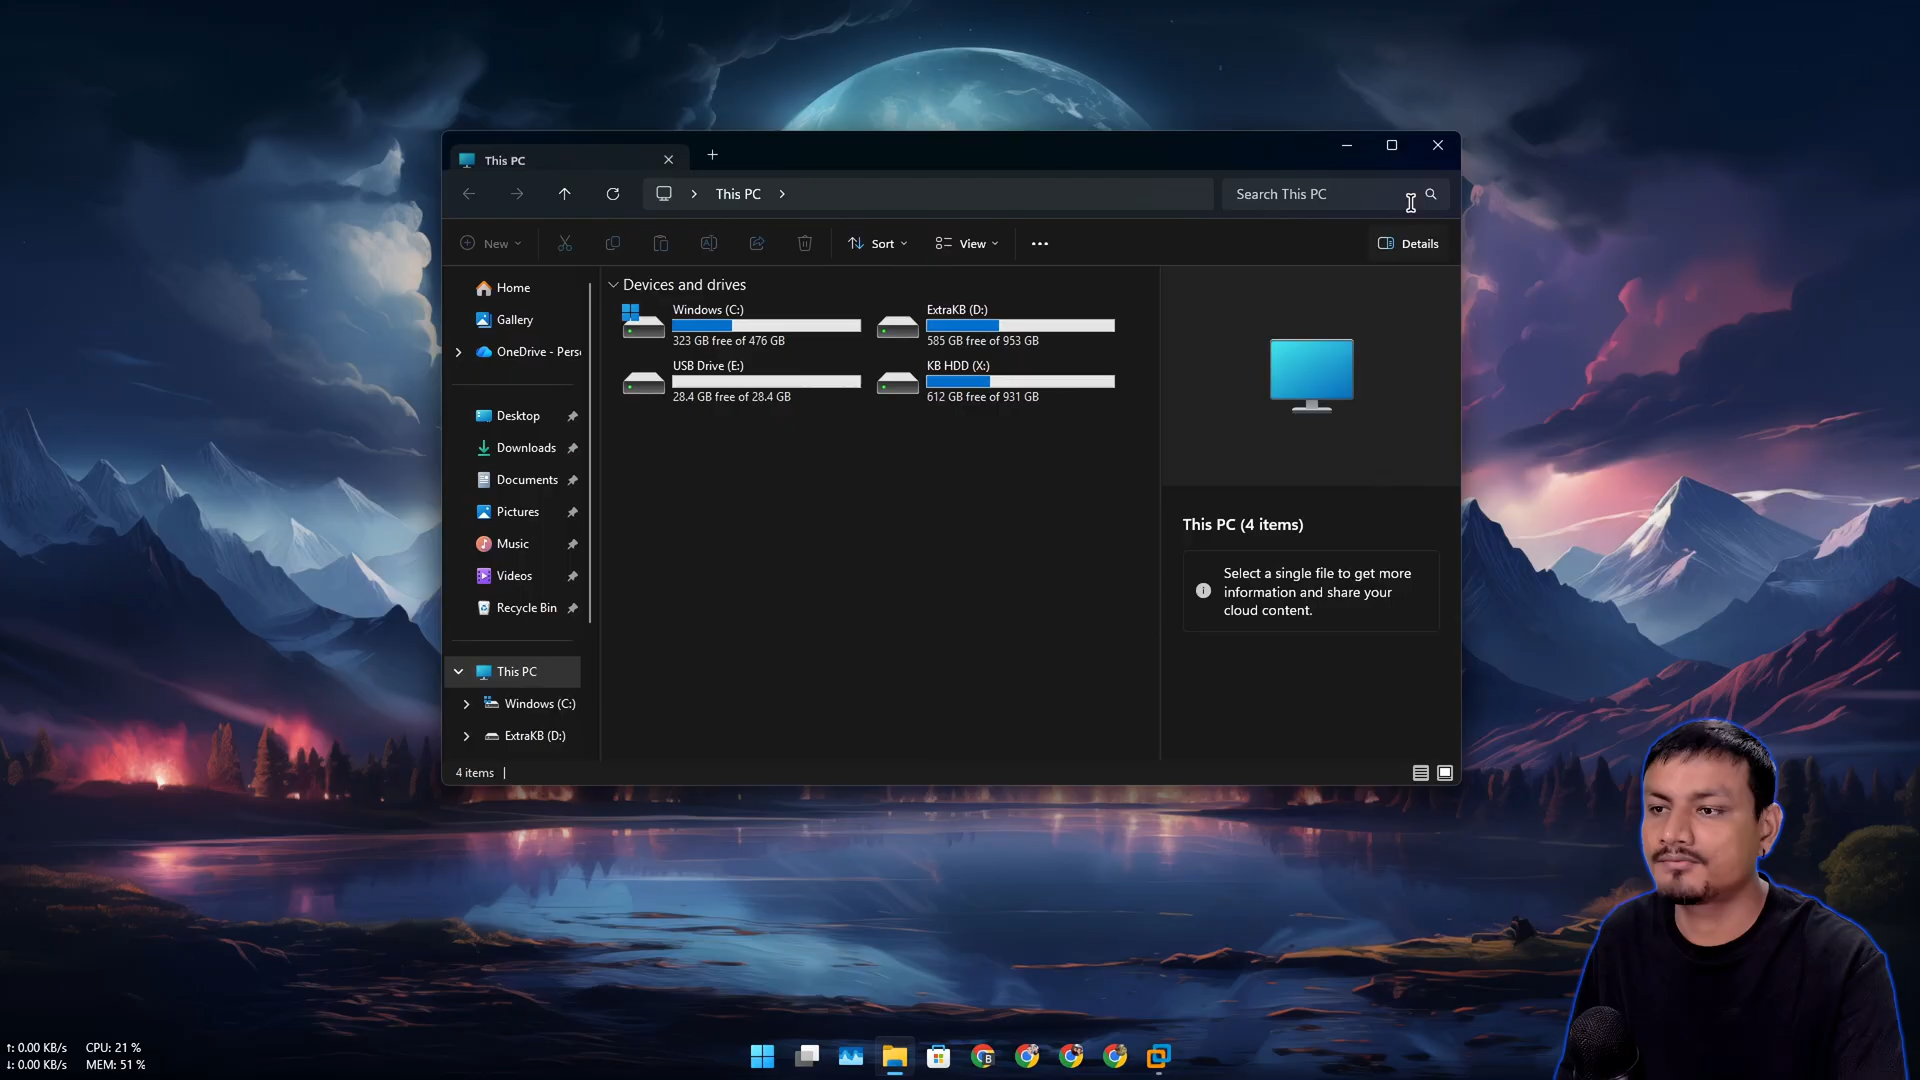 This PC
This PC
Search This PC
New
Sort
View
Details
Home
Gallery
OneDrive - Pers
Desktop
Downloads
Documents
Pictures
Music
Videos
Recycle Bin
This PC
Windows (C:)
ExtraKB (D:)
Devices and drives
Windows (C:)
323 GB free of 476 GB
ExtraKB (D:)
585 GB free of 953 GB
USB Drive (E:)
28.4 GB free of 28.4 GB
KB HDD (X:)
612 GB free of 931 GB
This PC (4 items)
Select a single file to get more
information and share your
cloud content.
4 items
↑: 0.00 KB/s CPU: 21 %
↓: 0.00 KB/s MEM: 51 %
B